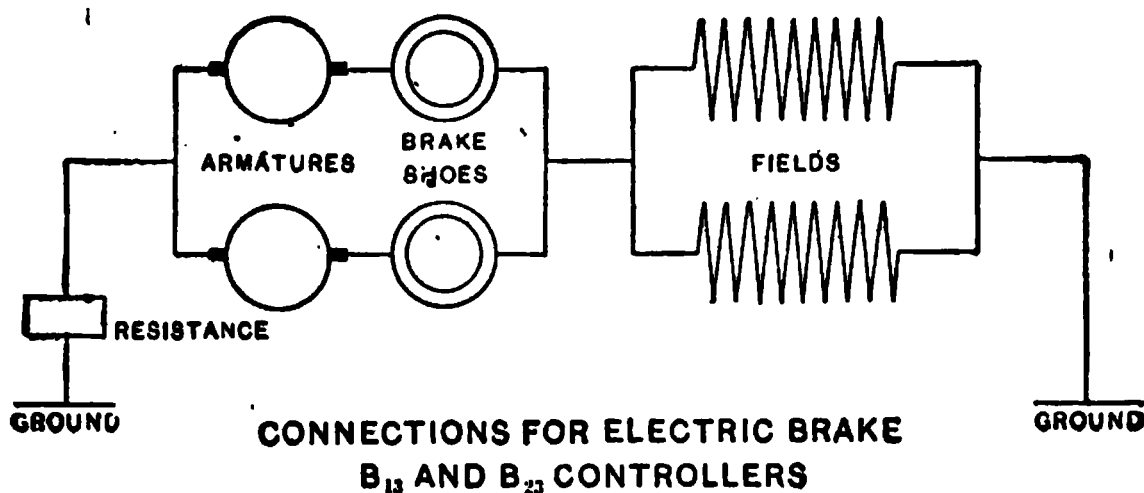 ARMATURES
BRAKE
SHOES
FIELDS
RESISTANCE
GROUND
GROUND
CONNECTIONS FOR ELECTRIC BRAKE
B₁₃ AND B₂₃ CONTROLLERS